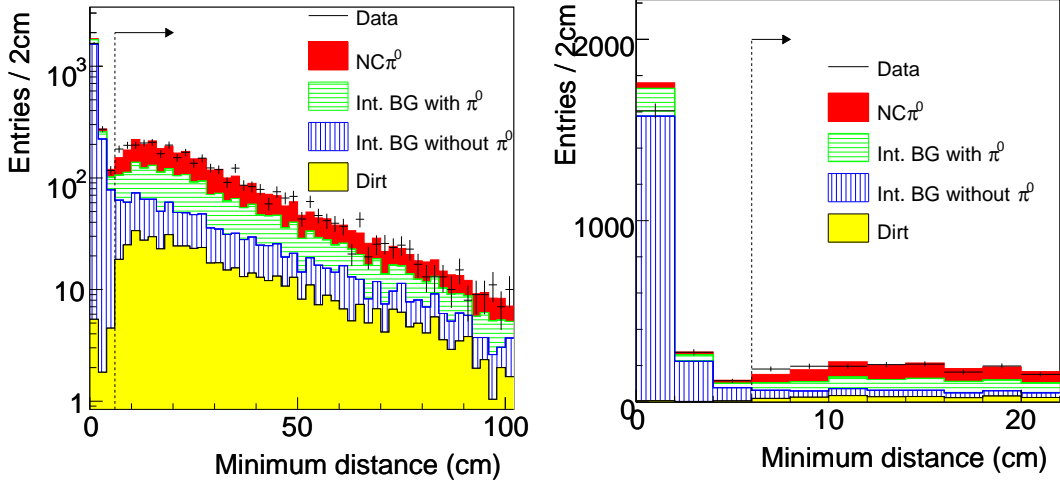 Entries / 2cm
10³
10²
10
1
0
50
100
Minimum distance (cm)
Data
NCπ⁰
Int. BG with π⁰
Int. BG without π⁰
Dirt
Entries / 2cm
2000
1000
0
0
10
20
Minimum distance (cm)
Data
NCπ⁰
Int. BG with π⁰
Int. BG without π⁰
Dirt